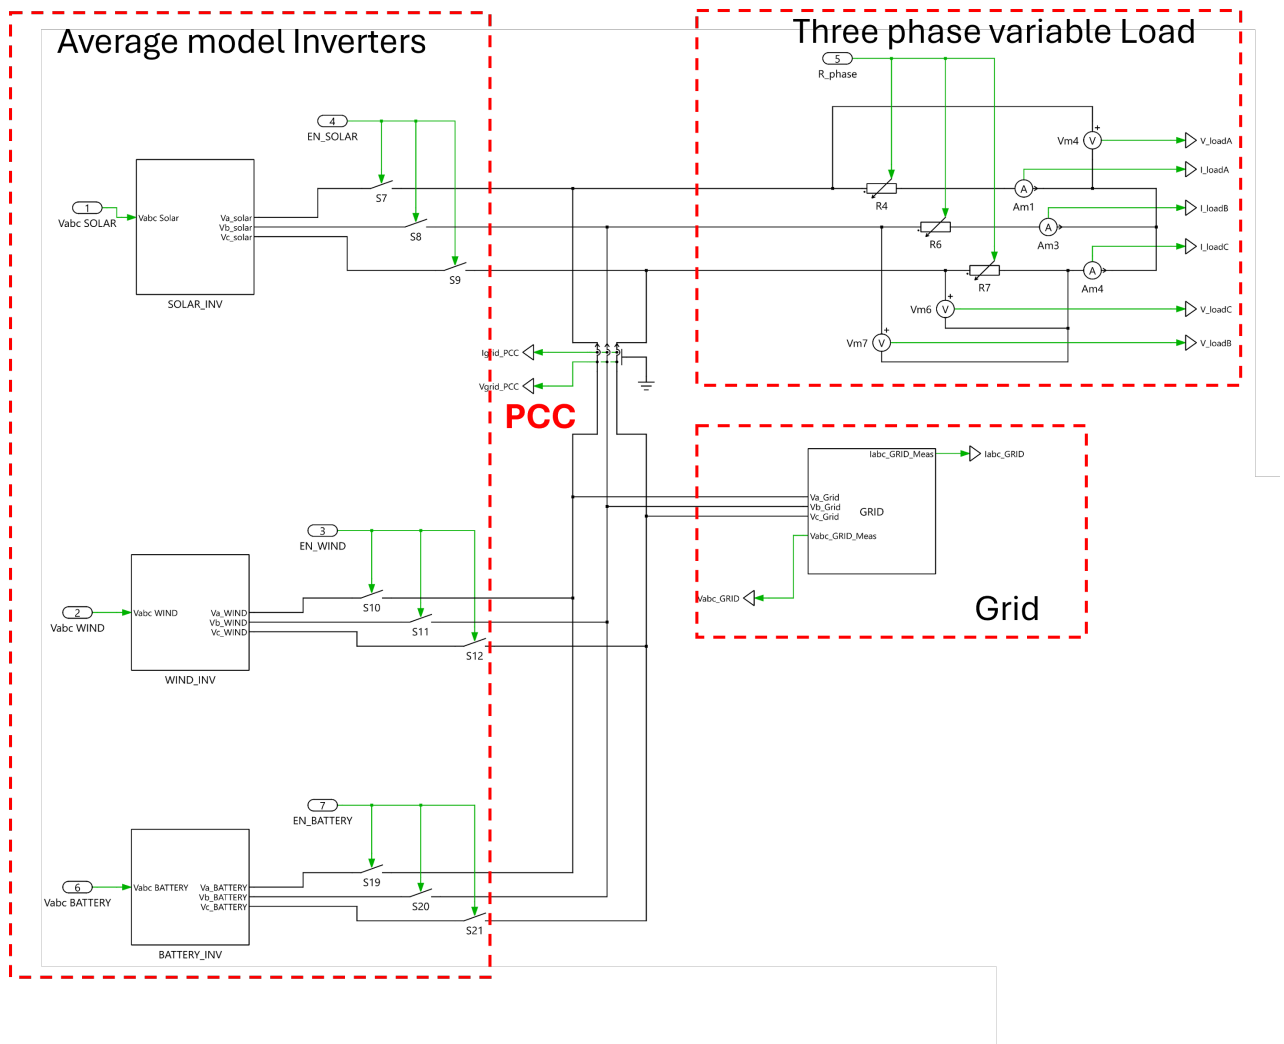 Average model Inverters
Three phase variable Load
5
R_phase
4
EN_SOLAR
Vm4
V
+
V_loadA
I_loadA
1
Vabc SOLAR
Vabc Solar
Va_solar
Vb_solar
Vc_solar
SOLAR_INV
S7
S8
S9
R4
A
Am1
I_loadB
R6
A
Am3
I_loadC
R7
A
Am4
+
Vm6
V
V_loadC
+
Vm7
V
V_loadB
Igrid_PCC
Vgrid_PCC
PCC
Iabc_GRID_Meas
Iabc_GRID
Va_Grid
Vb_Grid
Vc_Grid
GRID
Vabc_GRID_Meas
Vabc_GRID
Grid
3
EN_WIND
2
Vabc WIND
Vabc WIND
Va_WIND
Vb_WIND
Vc_WIND
WIND_INV
S10
S11
S12
7
EN_BATTERY
6
Vabc BATTERY
Vabc BATTERY
Va_BATTERY
Vb_BATTERY
Vc_BATTERY
BATTERY_INV
S19
S20
S21